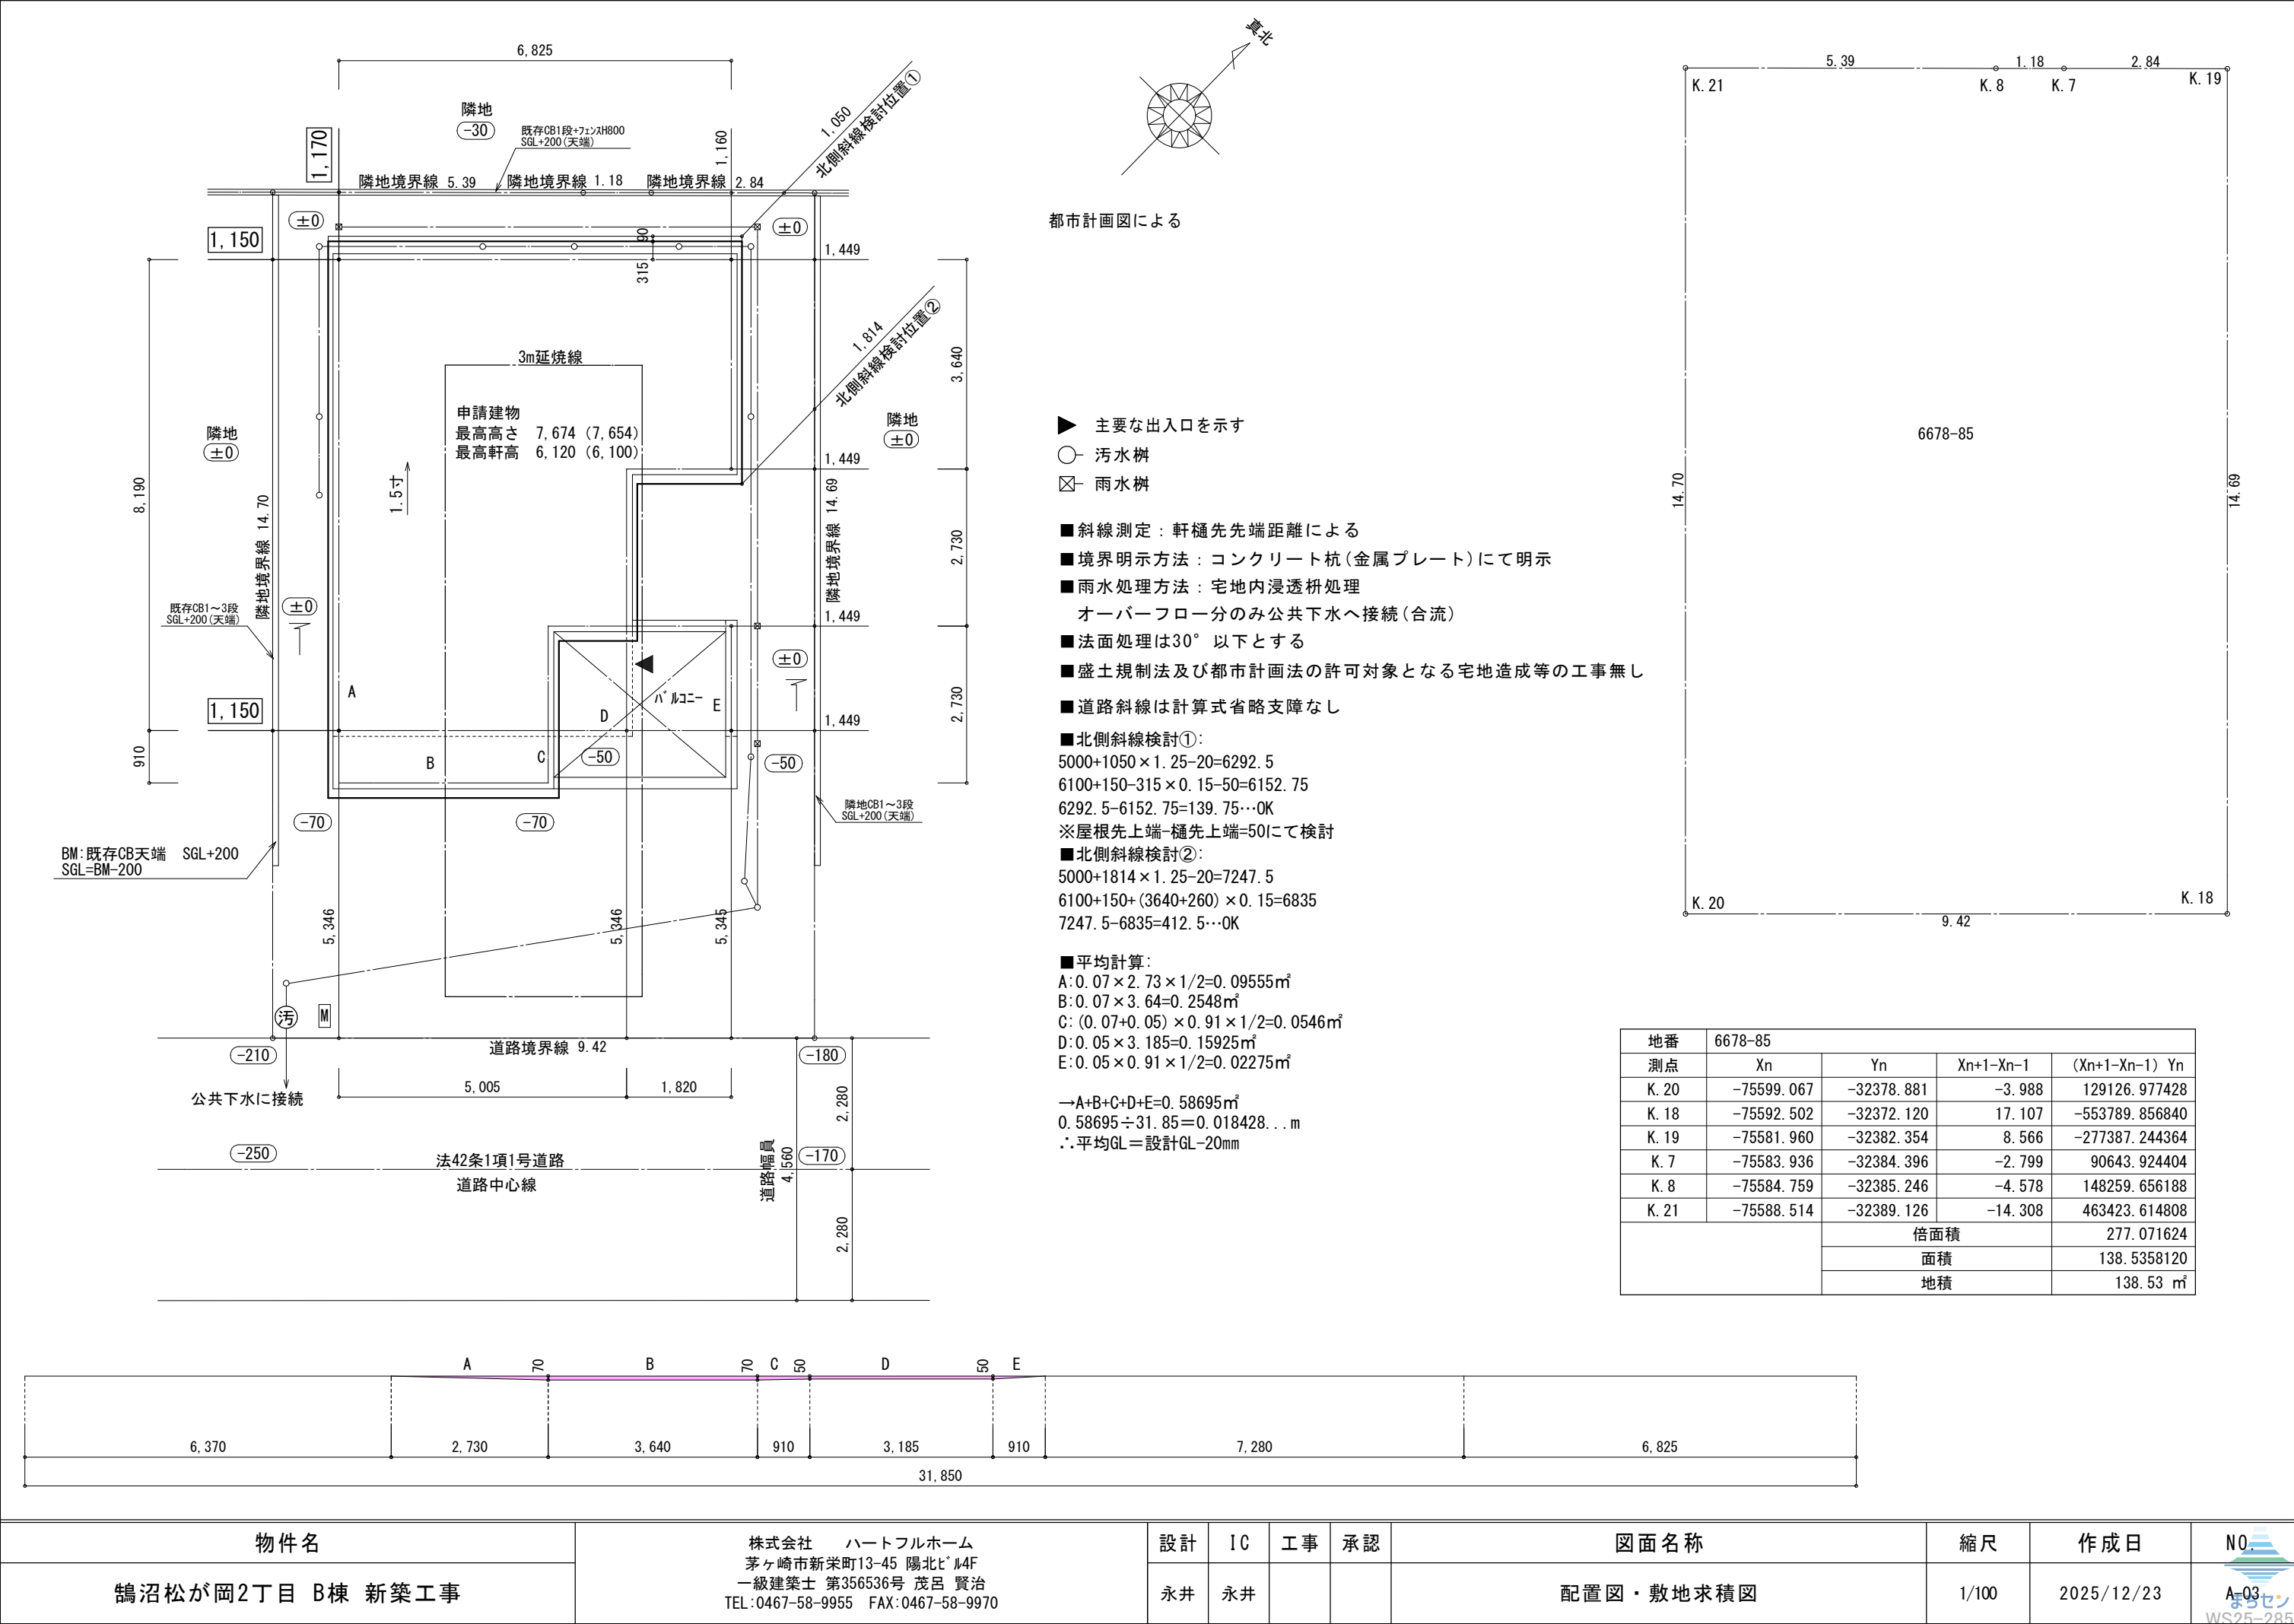 6,825
隣地
-30
既存CB1段+フェンスH800
SGL+200(天端)
1,170
1,160
1,050
北側斜線検討位置①
隣地境界線 5.39
隣地境界線 1.18
隣地境界線 2.84
±0
±0
1,150
90
315
1,449
1,814
北側斜線検討位置②
3m延焼線
申請建物
最高高さ 7,674 (7,654)
最高軒高 6,120 (6,100)
1.5寸
隣地
±0
隣地
±0
3,640
1,449
8,190
隣地境界線 14.70
隣地境界線 14.69
2,730
既存CB1～3段
SGL+200(天端)
±0
1,449
±0
A
バルコニー
E
D
1,150
1,449
2,730
910
B
C
-50
-50
隣地CB1～3段
SGL+200(天端)
-70
-70
BM:既存CB天端 SGL+200
SGL=BM-200
5,346
5,346
5,345
汚
M
-210
道路境界線 9.42
-180
公共下水に接続
5,005
1,820
2,280
-250
法42条1項1号道路
道路中心線
道路幅員
4,560
-170
2,280
真北
都市計画図による
主要な出入口を示す
汚水桝
雨水桝
■斜線測定：軒樋先先端距離による
■境界明示方法：コンクリート杭(金属プレート)にて明示
■雨水処理方法：宅地内浸透枡処理
オーバーフロー分のみ公共下水へ接続(合流)
■法面処理は30°以下とする
■盛土規制法及び都市計画法の許可対象となる宅地造成等の工事無し
■道路斜線は計算式省略支障なし
■北側斜線検討①:
5000+1050×1.25-20=6292.5
6100+150-315×0.15-50=6152.75
6292.5-6152.75=139.75…OK
※屋根先上端-樋先上端=50にて検討
■北側斜線検討②:
5000+1814×1.25-20=7247.5
6100+150+(3640+260)×0.15=6835
7247.5-6835=412.5…OK
■平均計算:
A:0.07×2.73×1/2=0.09555㎡
B:0.07×3.64=0.2548㎡
C:(0.07+0.05)×0.91×1/2=0.0546㎡
D:0.05×3.185=0.15925㎡
E:0.05×0.91×1/2=0.02275㎡
→A+B+C+D+E=0.58695㎡
0.58695÷31.85＝0.018428...m
∴平均GL＝設計GL-20mm
5.39
1.18
2.84
K.21
K.8
K.7
K.19
6678-85
14.70
14.69
K.20
K.18
9.42
地番 6678-85
測点 Xn Yn Xn+1-Xn-1 (Xn+1-Xn-1) Yn
K.20 -75599.067 -32378.881 -3.988 129126.977428
K.18 -75592.502 -32372.120 17.107 -553789.856840
K.19 -75581.960 -32382.354 8.566 -277387.244364
K.7 -75583.936 -32384.396 -2.799 90643.924404
K.8 -75584.759 -32385.246 -4.578 148259.656188
K.21 -75588.514 -32389.126 -14.308 463423.614808
倍面積 277.071624
面積 138.5358120
地積 138.53 ㎡
A 70 B 70 C 50 D 50 E
6,370 2,730 3,640 910 3,185 910 7,280 6,825
31,850
物件名
鵠沼松が岡2丁目 B棟 新築工事
株式会社 ハートフルホーム
茅ヶ崎市新栄町13-45 陽北ビル4F
一級建築士 第356536号 茂呂 賢治
TEL:0467-58-9955 FAX:0467-58-9970
設計 IC 工事 承認
永井 永井
図面名称
配置図・敷地求積図
縮尺
1/100
作成日
2025/12/23
NO.
A-03
まちセン
WS25-285